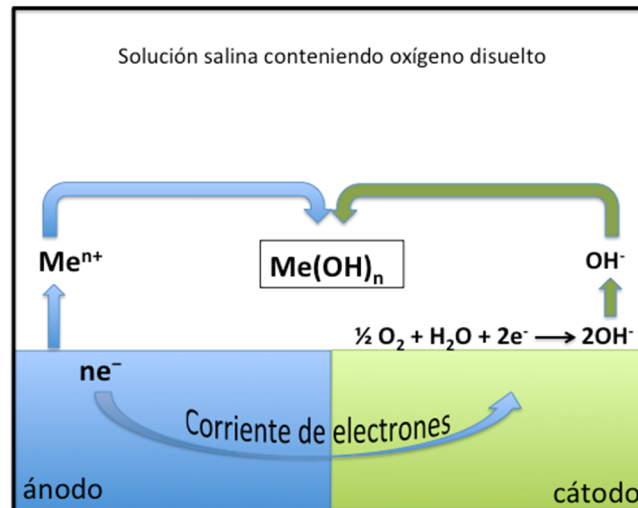 Solución salina conteniendo oxígeno disuelto
Meⁿ⁺
Me(OH)ₙ
OH⁻
½ O₂ + H₂O + 2e⁻ → 2OH⁻
ne⁻
Corriente de electrones
ánodo
cátodo